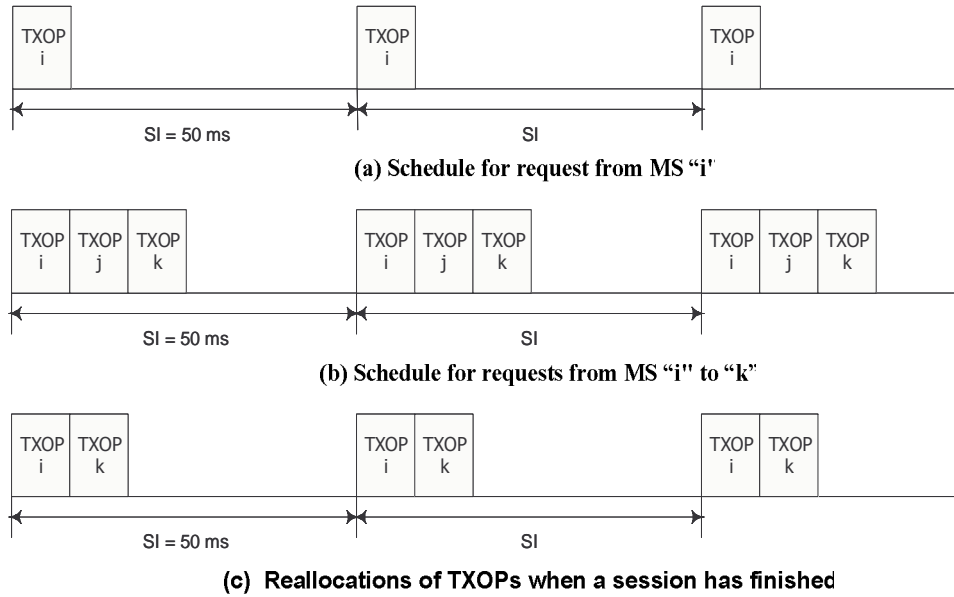 TXOP i TXOP i TXOP i
SI = 50 ms SI
(a) Schedule for request from MS “i"
TXOP i TXOP j TXOP k TXOP i TXOP j TXOP k TXOP i TXOP j TXOP k
SI = 50 ms SI
(b) Schedule for requests from MS “i" to “k”
TXOP i TXOP k TXOP i TXOP k TXOP i TXOP k
SI = 50 ms SI
(c) Reallocations of TXOPs when a session has finished